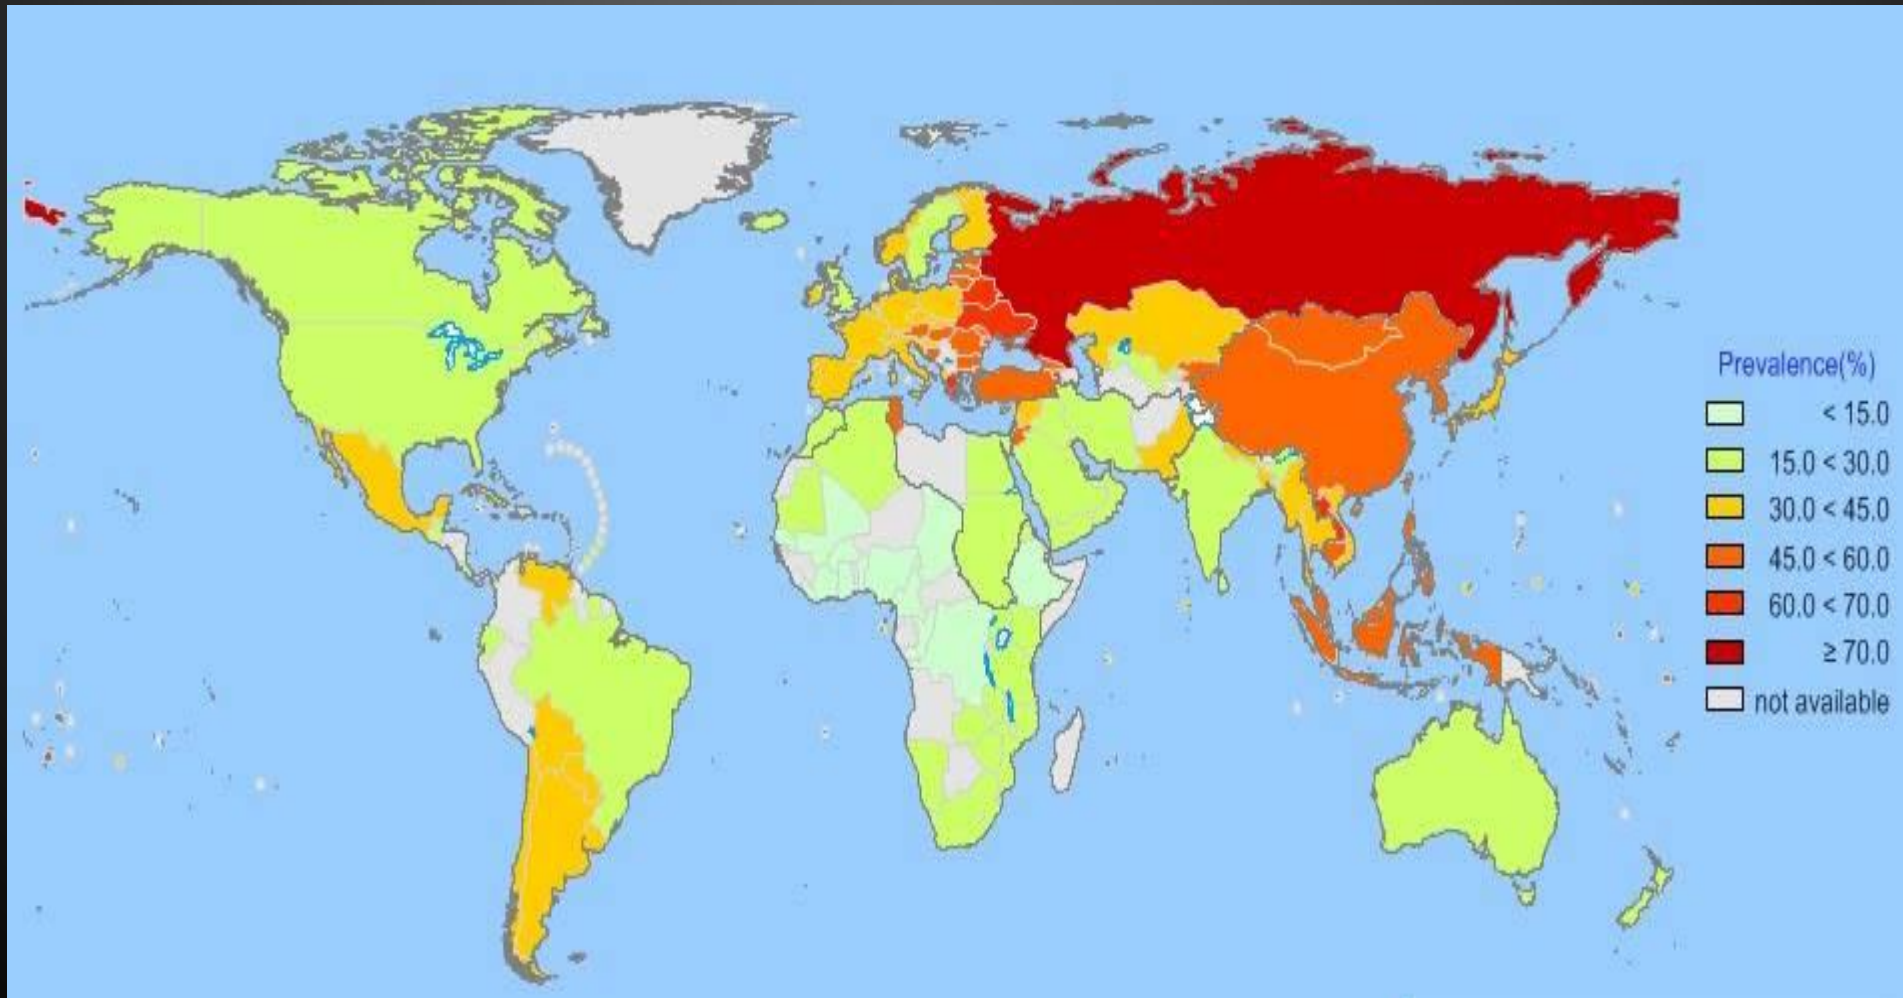 Prevalence(%)
< 15.0
15.0 < 30.0
30.0 < 45.0
45.0 < 60.0
60.0 < 70.0
≥ 70.0
not available